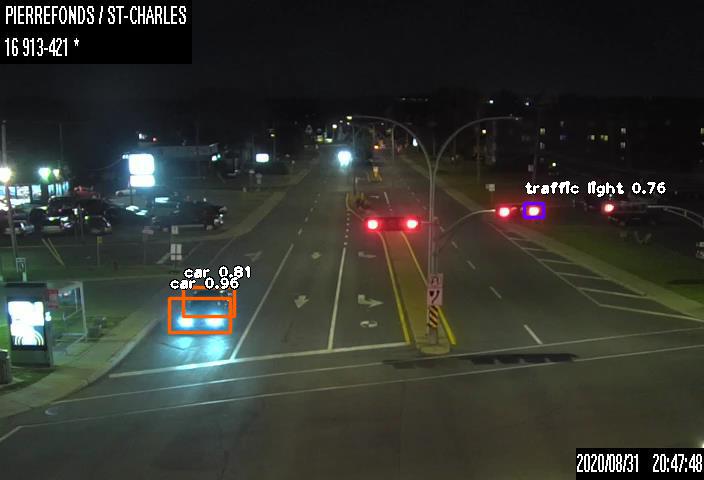 PIERREFONDS / ST-CHARLES
16 913-421 *
traffic light 0.76
car 0.81
car 0.96
2020/08/31 20:47:48